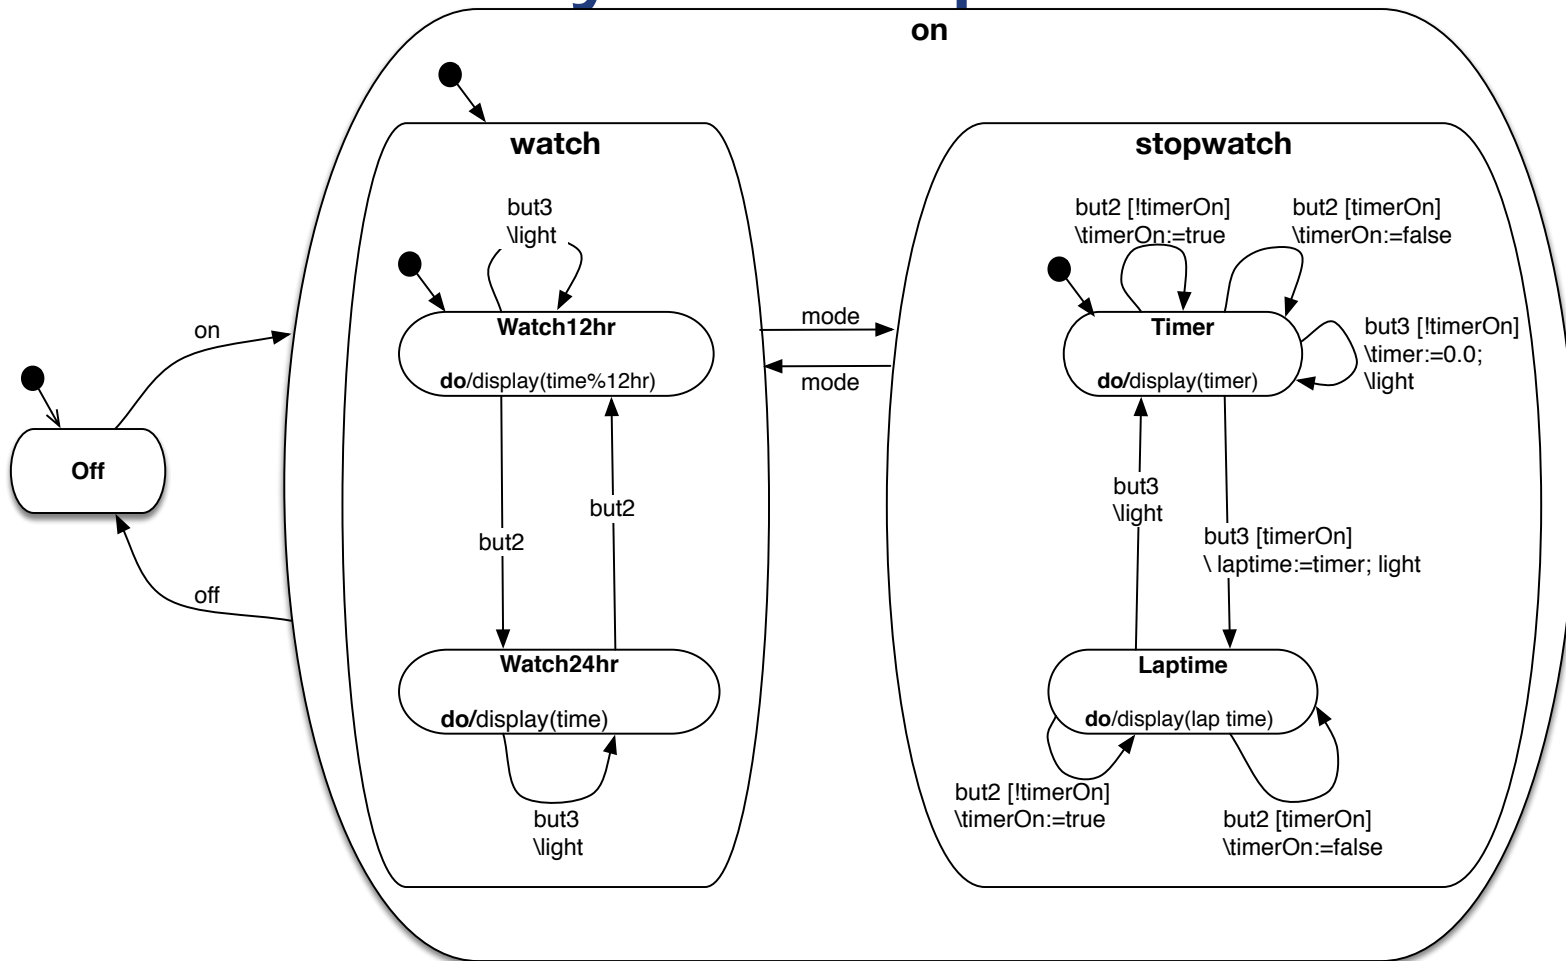 on
watch
stopwatch
but3
\light
but2 [!timerOn]
\timerOn:=true
but2 [timerOn]
\timerOn:=false
Watch12hr
do/display(time%12hr)
mode
mode
Timer
do/display(timer)
but3 [!timerOn]
\timer:=0.0;
\light
on
Off
off
but2
but2
but3
\light
but3 [timerOn]
\ laptime:=timer; light
Watch24hr
do/display(time)
Laptime
do/display(lap time)
but3
\light
but2 [!timerOn]
\timerOn:=true
but2 [timerOn]
\timerOn:=false